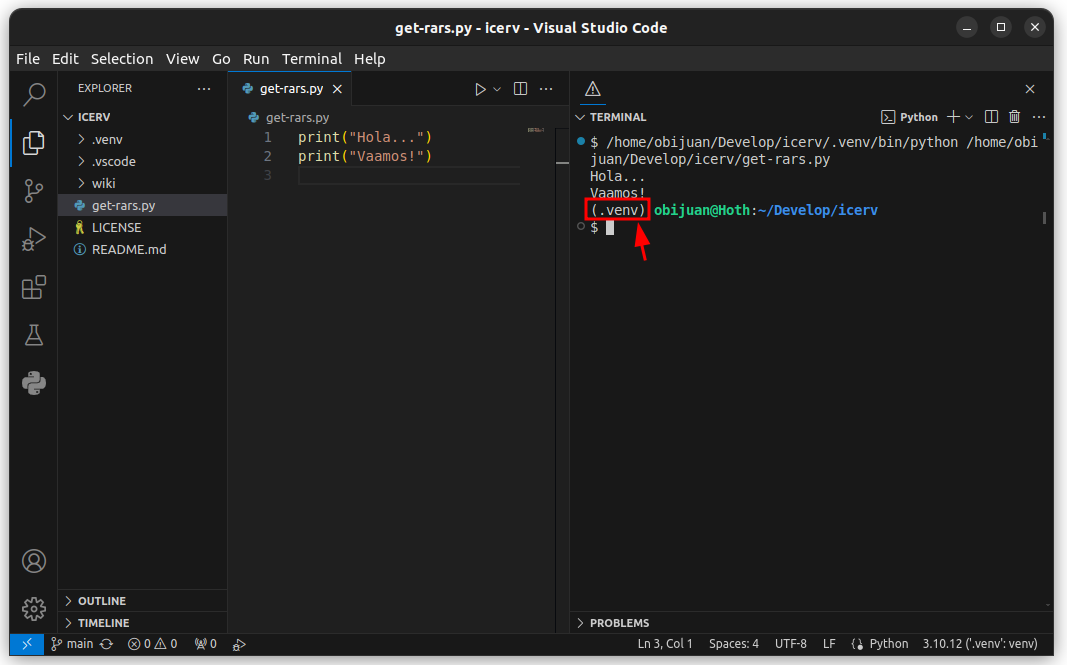 get-rars.py - icerv - Visual Studio Code
File Edit Selection View Go Run Terminal Help
EXPLORER
ICERV
.venv
.vscode
wiki
get-rars.py
LICENSE
README.md
OUTLINE
TIMELINE
get-rars.py
get-rars.py
1 print("Hola...")
2 print("Vaamos!")
3
TERMINAL
Python
$ /home/obijuan/Develop/icerv/.venv/bin/python /home/obi
juan/Develop/icerv/get-rars.py
Hola...
Vaamos!
(.venv) obijuan@Hoth:~/Develop/icerv
$
PROBLEMS
main 0 0 0 Ln 3, Col 1 Spaces: 4 UTF-8 LF Python 3.10.12 ('.venv': venv)